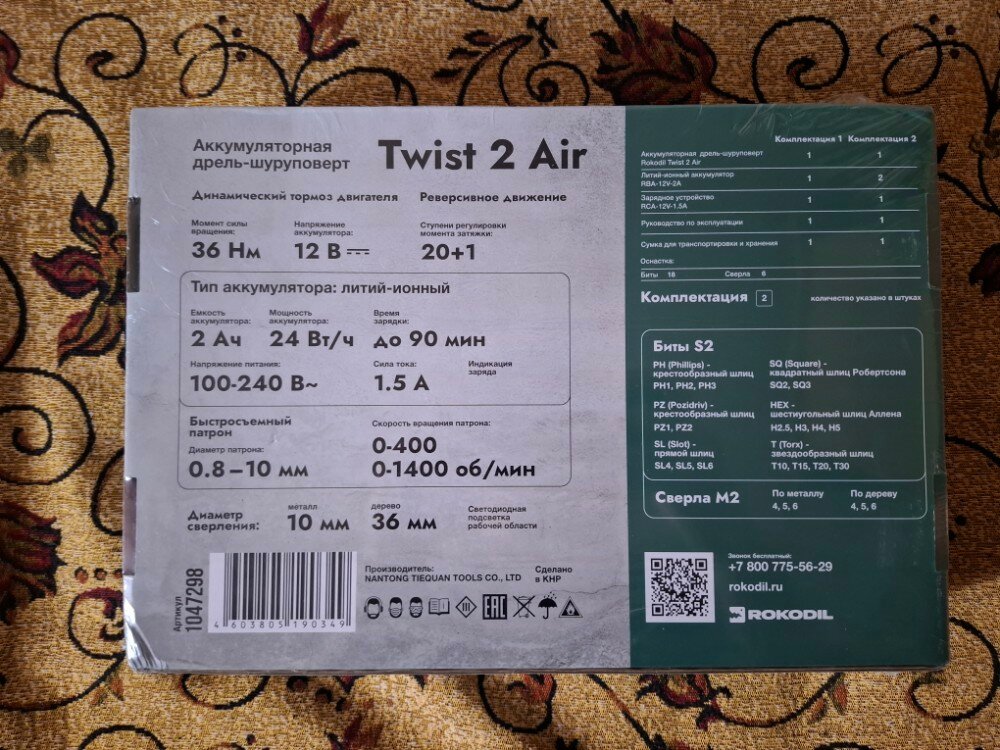 Аккумуляторная
дрель-шуруповерт
Twist 2 Air
Динамический тормоз двигателя
Реверсивное движение
Момент силы
вращения:
36 Нм
Напряжение
аккумулятора:
12 В
Ступени регулировки
момента затяжки:
20+1
Тип аккумулятора: литий-ионный
Емкость
аккумулятора:
2 Ач
Мощность
аккумулятора:
24 Вт/ч
Время
зарядки:
до 90 мин
Напряжение питания:
100-240 В~
Сила тока:
1.5 А
Индикация
заряда
Быстросъемный
патрон
Диаметр патрона:
0.8–10 мм
Скорость вращения патрона:
0-400
0-1400 об/мин
Диаметр
сверления:
металл
10 мм
дерево
36 мм
Светодиодная
подсветка
рабочей области
Артикул
1047298
4 603805 190349
Производитель:
NANTONG TIEQUAN TOOLS CO., LTD
Сделано
в КНР
EAC
Комплектация 1 Комплектация 2
Аккумуляторная дрель-шуруповерт
Rokodil Twist 2 Air
1 1
Литий-ионный аккумулятор
RBA-12V-2A
1 2
Зарядное устройство
RCA-12V-1.5A
1 1
Руководство по эксплуатации 1 1
Сумка для транспортировки и хранения 1 1
Оснастка:
Биты 18 Сверла 6
Комплектация 2 количество указано в штуках
Биты S2
PH (Phillips) -
крестообразный шлиц
PH1, PH2, PH3
SQ (Square) -
квадратный шлиц Робертсона
SQ2, SQ3
PZ (Pozidriv) -
крестообразный шлиц
PZ1, PZ2
HEX -
шестиугольный шлиц Аллена
H2.5, H3, H4, H5
SL (Slot) -
прямой шлиц
SL4, SL5, SL6
T (Torx) -
звездообразный шлиц
T10, T15, T20, T30
Сверла М2
По металлу
4, 5, 6
По дереву
4, 5, 6
Звонок бесплатный:
+7 800 775-56-29
rokodil.ru
ROKODIL